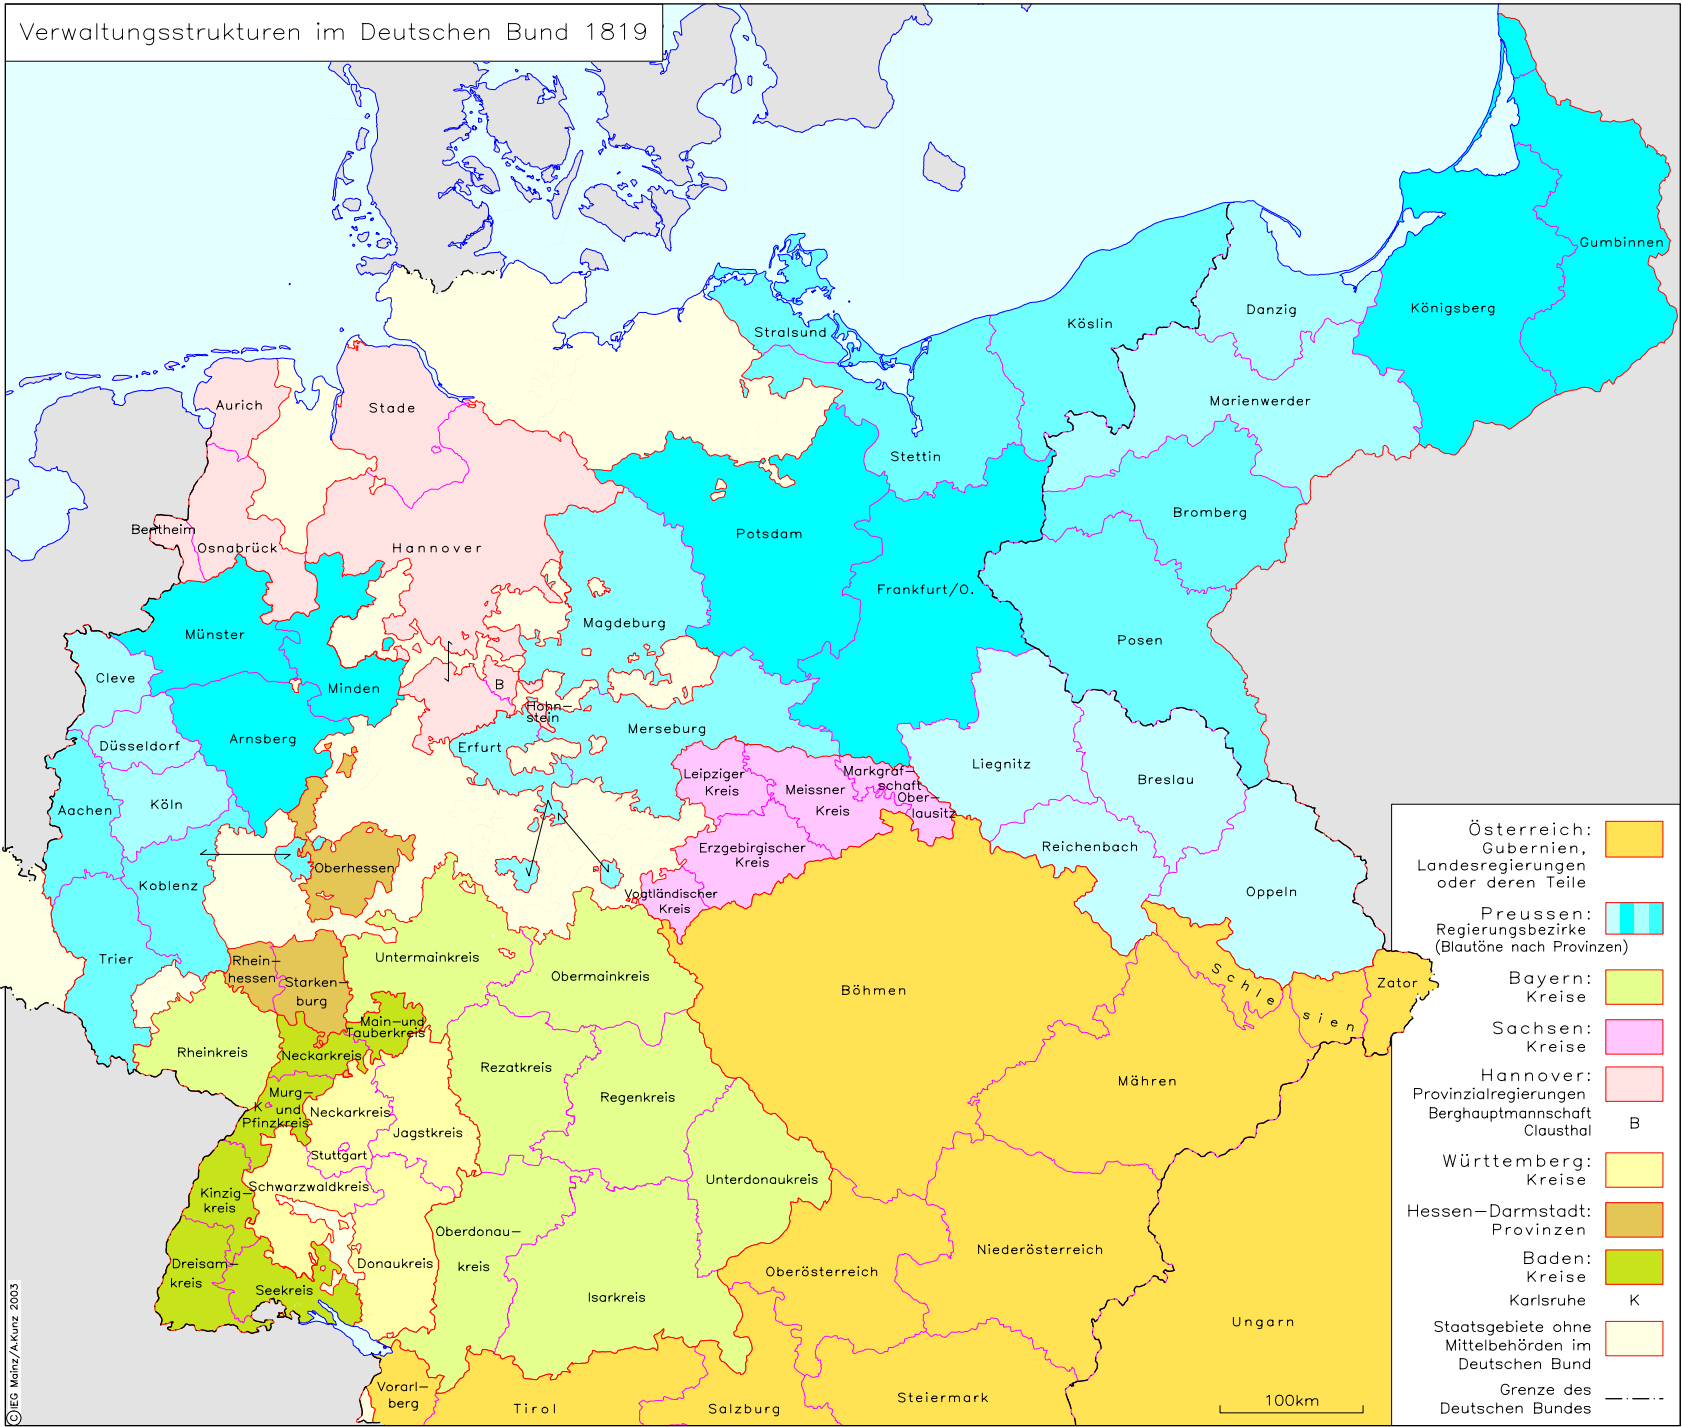 Verwaltungsstrukturen im Deutschen Bund 1819
Gumbinnen
Königsberg
Danzig
Köslin
Stralsund
Marienwerder
Aurich
Stade
Stettin
Bromberg
Bentheim
Osnabrück
Hannover
Potsdam
Frankfurt/O.
Magdeburg
Münster
Posen
Cleve
Minden
B
Hohn-
stein
Merseburg
Arnsberg
Düsseldorf
Erfurt
Liegnitz
Breslau
Leipziger
Kreis
Meissner
Kreis
Markgraf-
schaft
Ober-
lausitz
Aachen
Köln
Erzgebirgischer
Kreis
Reichenbach
Oberhessen
Koblenz
Vogtländischer
Kreis
Oppeln
Trier
Rhein-
hessen
Starken-
burg
Untermainkreis
Obermainkreis
Böhmen
Schle
sien
Zator
Main-und
Tauberkreis
Rheinkreis
Neckarkreis
Rezatkreis
Regenkreis
Mähren
Murg-
K und
Pfinzkreis
Neckarkreis
Jagstkreis
Stuttgart
Schwarzwaldkreis
Unterdonaukreis
Kinzig-
kreis
Oberdonau-
kreis
Niederösterreich
Dreisam-
kreis
Donaukreis
Oberösterreich
Seekreis
Isarkreis
Ungarn
Vorarl-
berg
Tirol
Salzburg
Steiermark
100km
Österreich:
Gubernien,
Landesregierungen
oder deren Teile
Preussen:
Regierungsbezirke
(Blautöne nach Provinzen)
Bayern:
Kreise
Sachsen:
Kreise
Hannover:
Provinzialregierungen
Berghauptmannschaft
Clausthal B
Württemberg:
Kreise
Hessen-Darmstadt:
Provinzen
Baden:
Kreise
Karlsruhe K
Staatsgebiete ohne
Mittelbehörden im
Deutschen Bund
Grenze des
Deutschen Bundes
©IEG Mainz/A.Kunz 2003